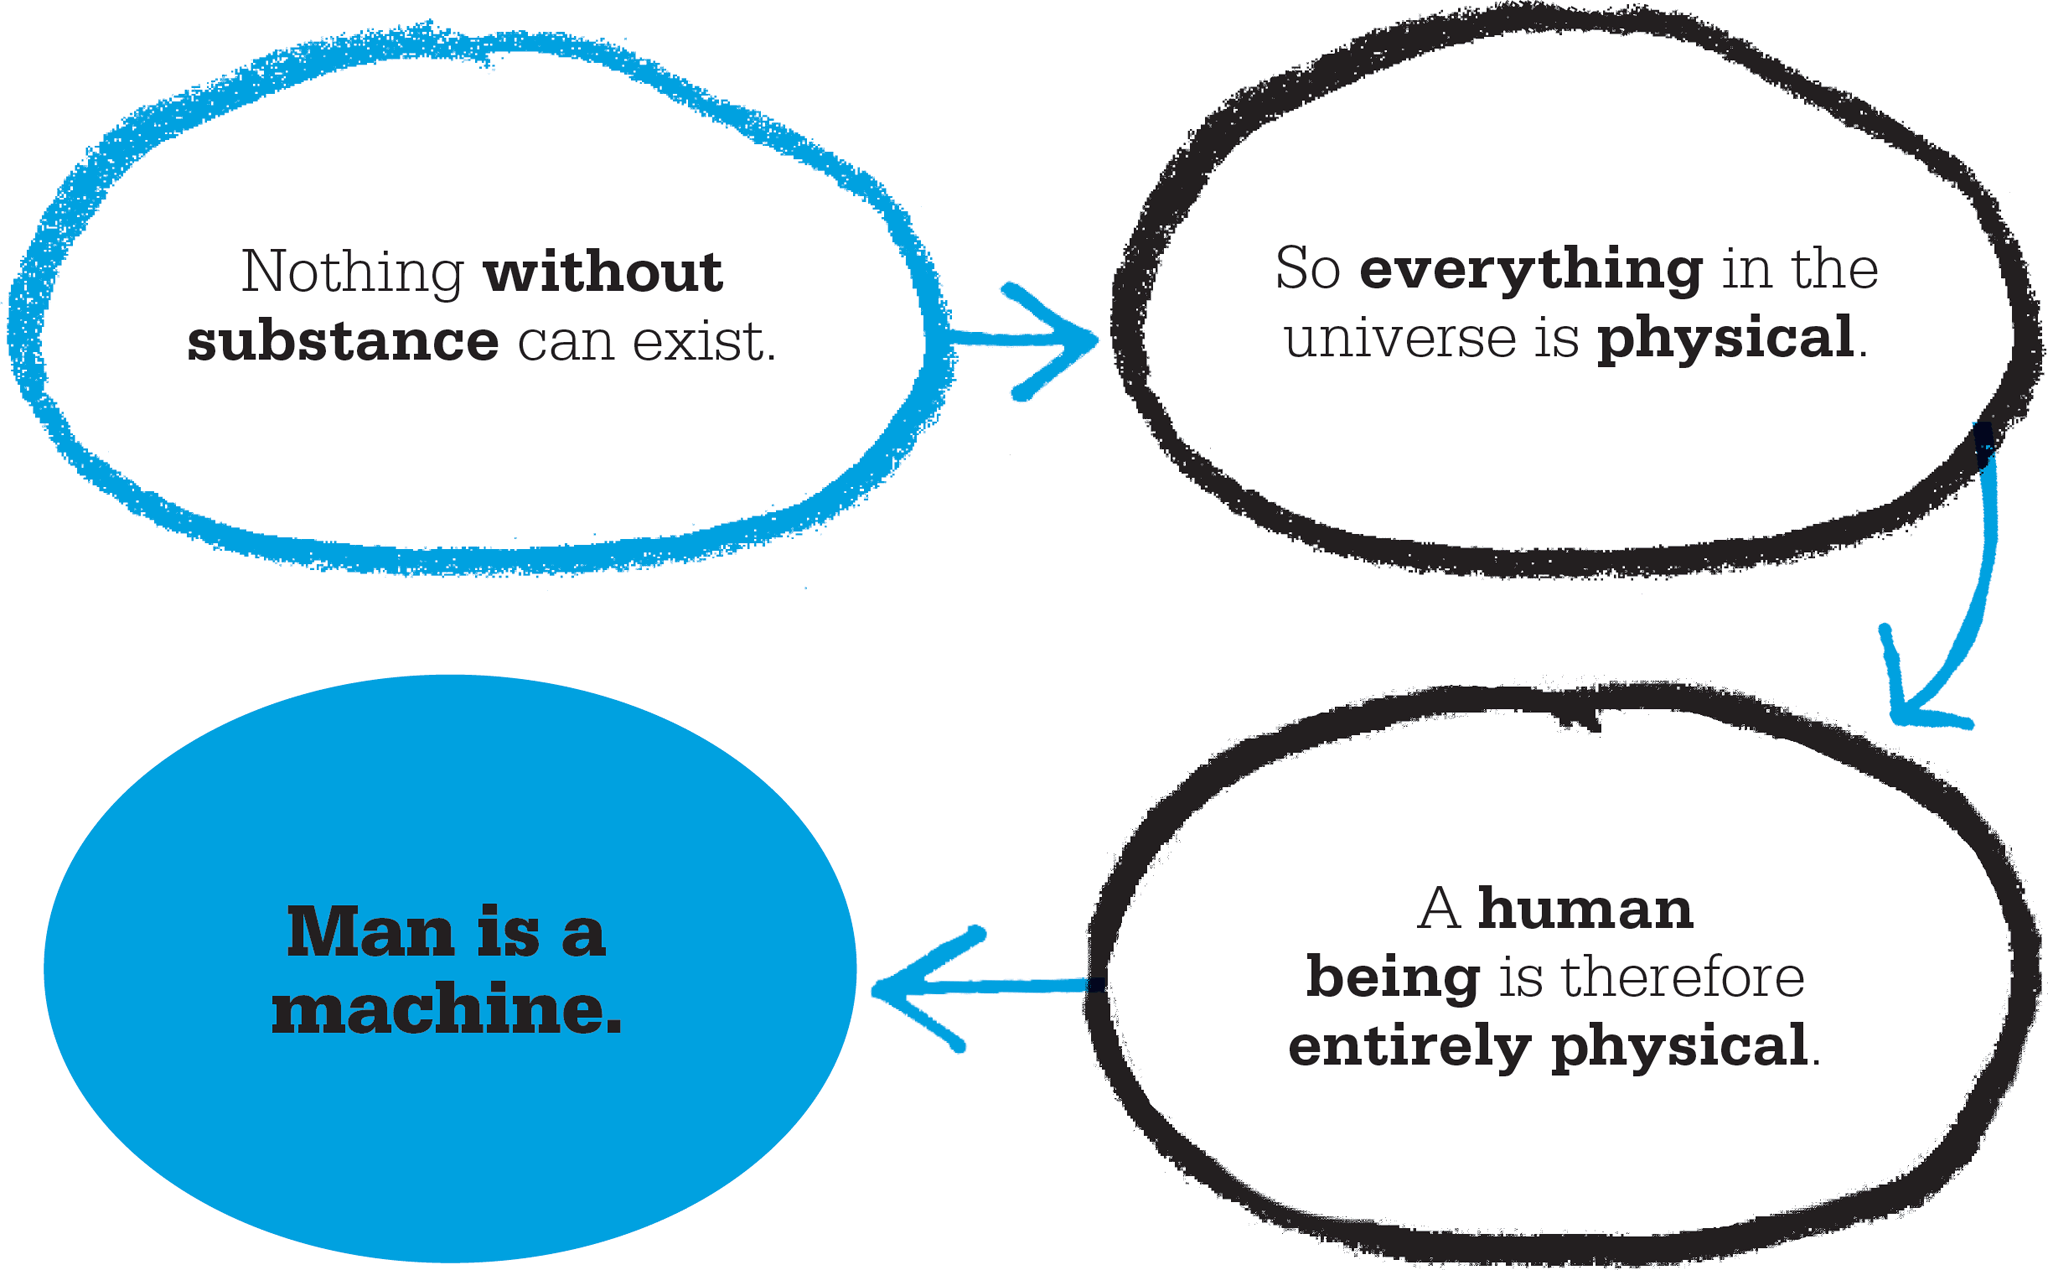 Nothing without
substance can exist.
So everything in the
universe is physical.
A human
being is therefore
entirely physical.
Man is a
machine.